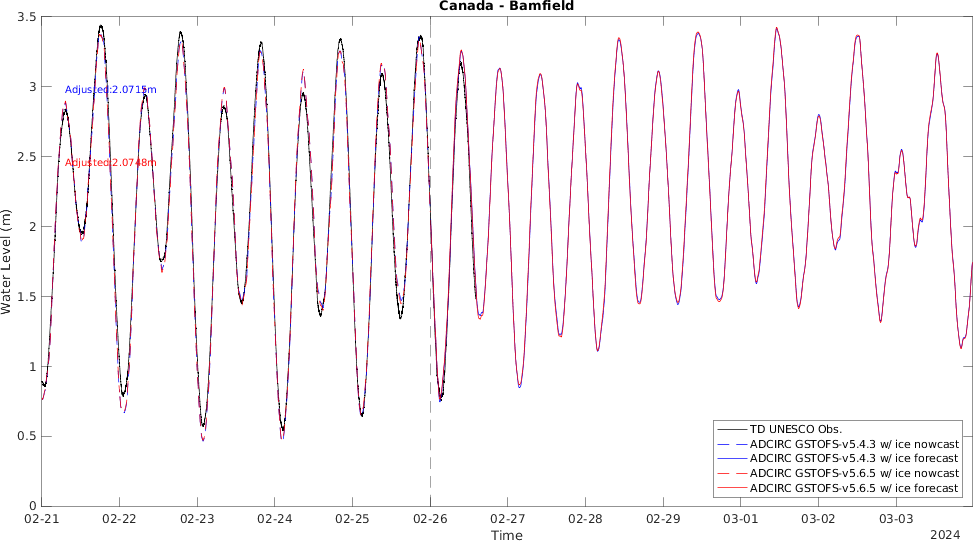 Canada - Bamfield
3.5
3
2.5
2
1.5
1
0.5
0
Water Level (m)
Adjusted:2.0715m
Adjusted:2.0748m
TD UNESCO Obs.
ADCIRC GSTOFS-v5.4.3 w/ ice nowcast
ADCIRC GSTOFS-v5.4.3 w/ ice forecast
ADCIRC GSTOFS-v5.6.5 w/ ice nowcast
ADCIRC GSTOFS-v5.6.5 w/ ice forecast
02-21 02-22 02-23 02-24 02-25 02-26 02-27 02-28 02-29 03-01 03-02 03-03
Time
2024